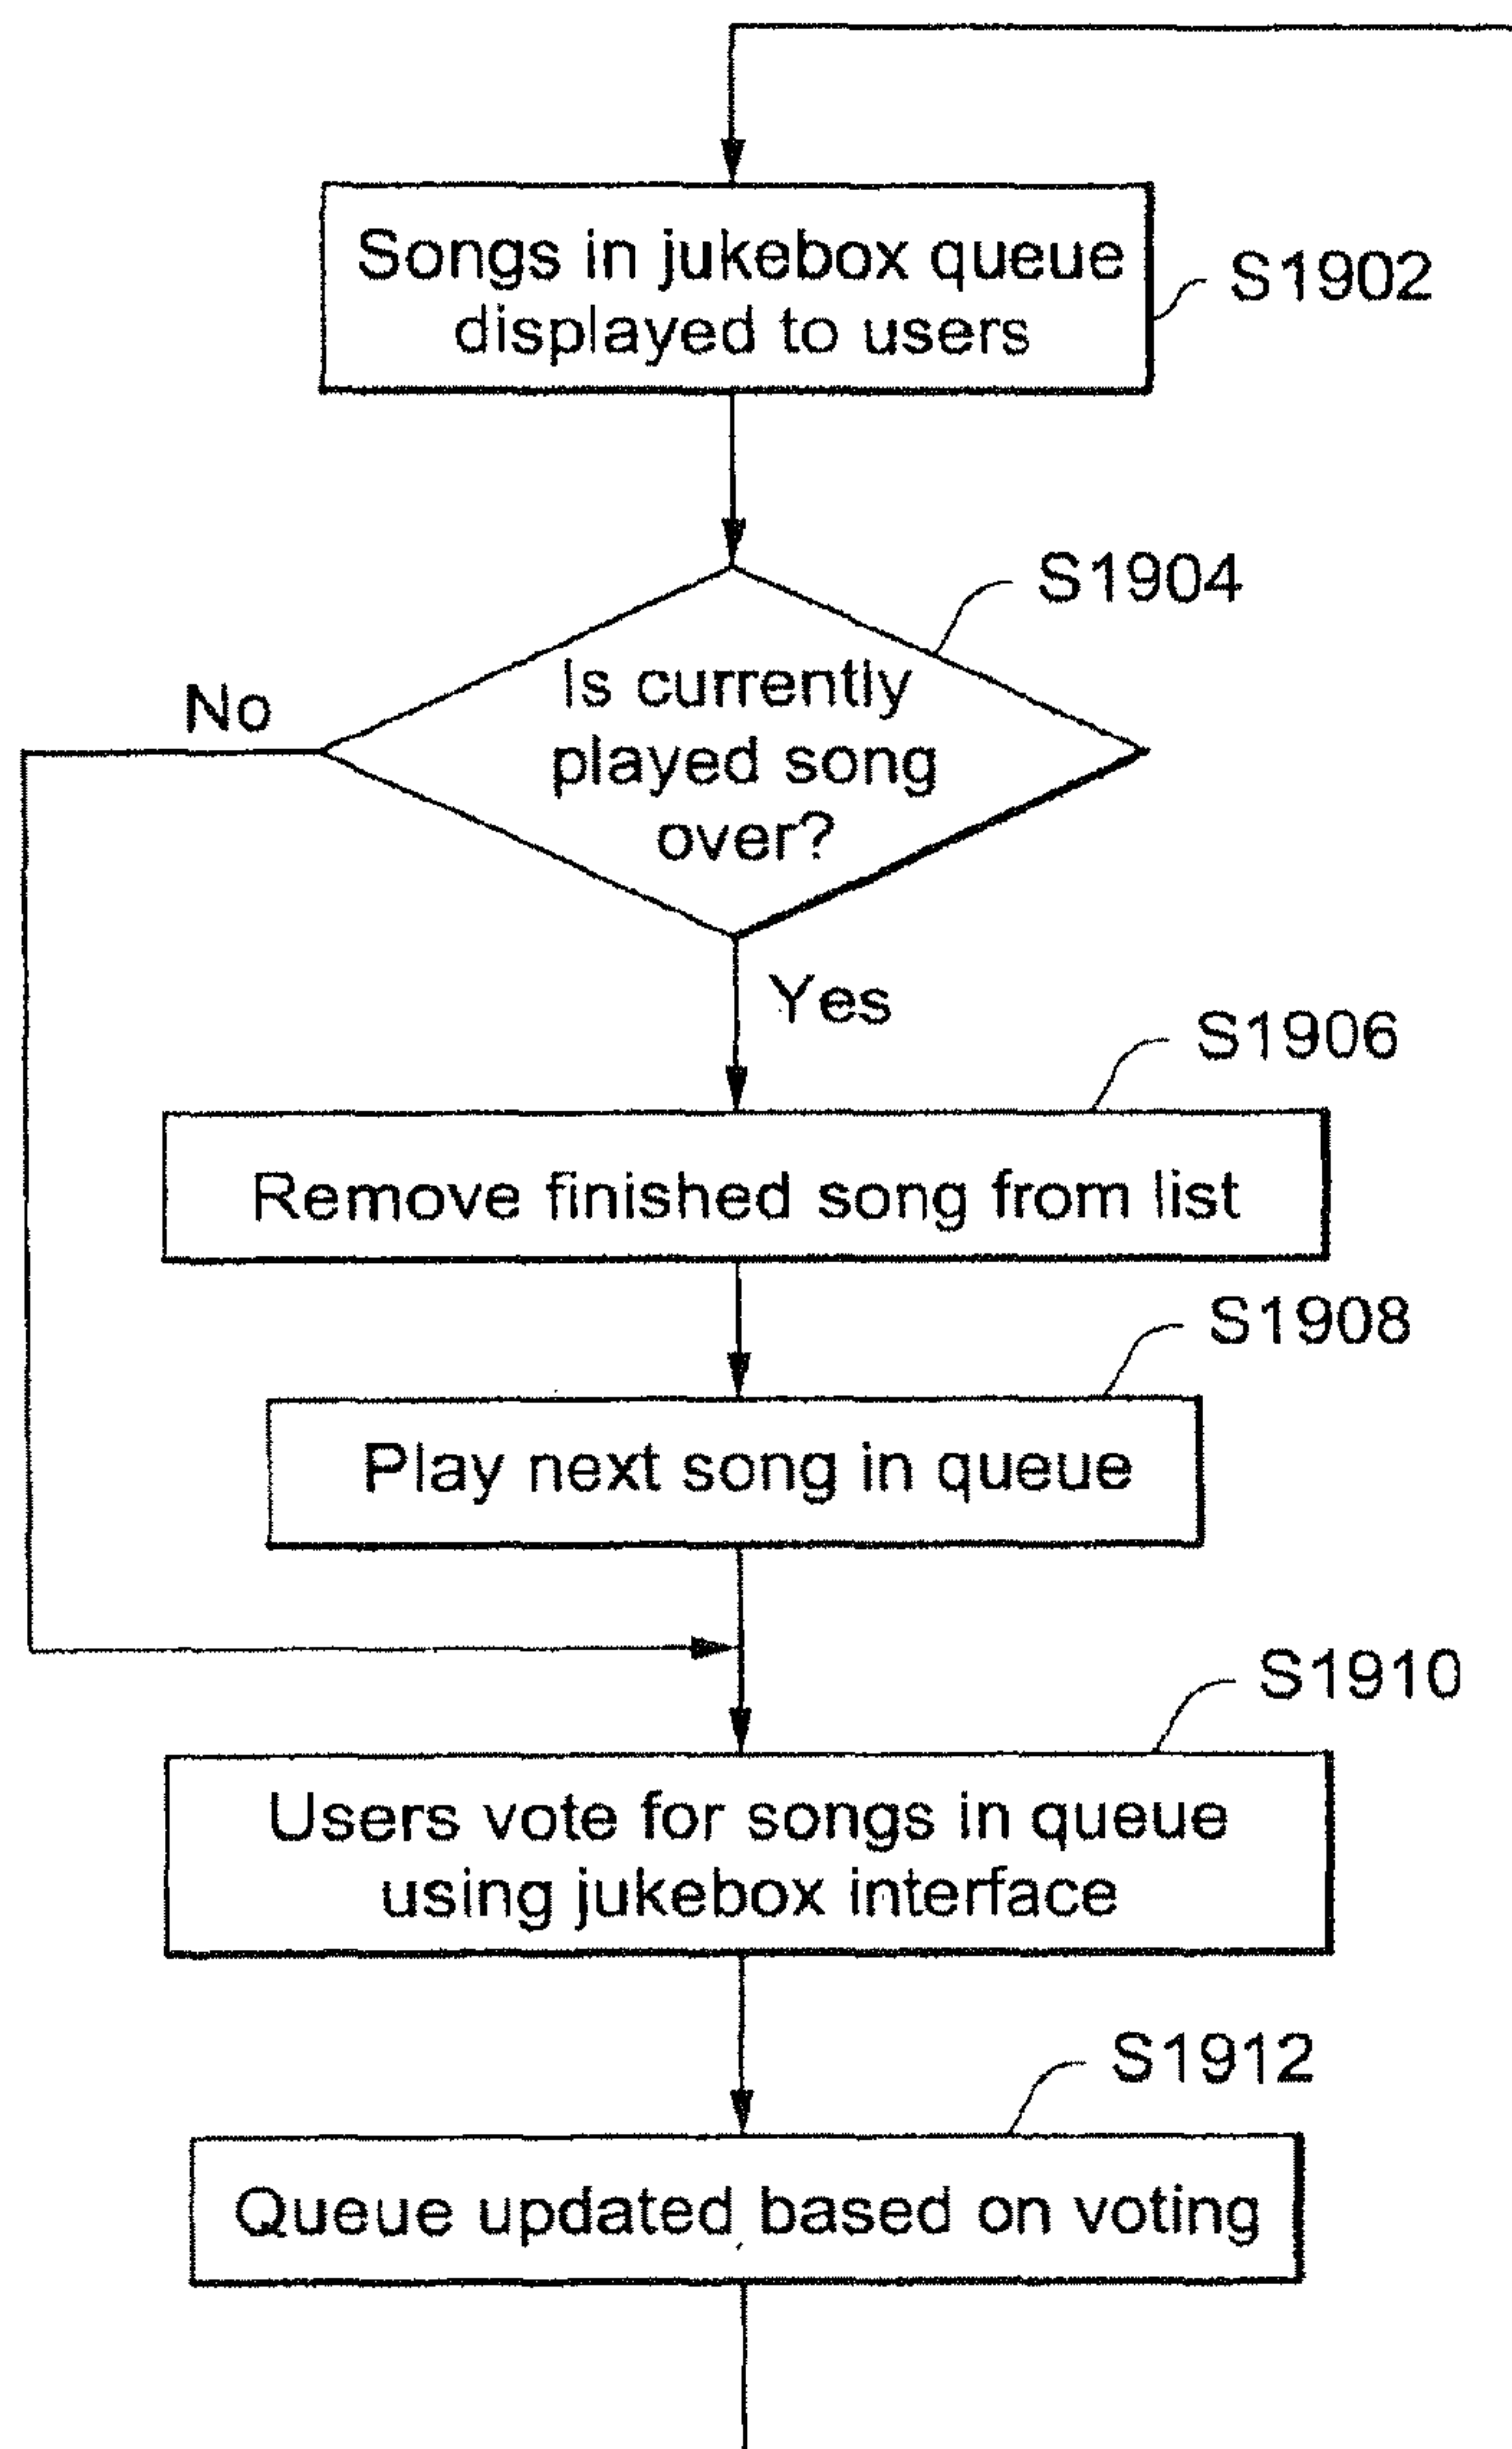 Songs in jukebox queue
displayed to users
S1902
S1904
Is currently
played song
over?
No
Yes
S1906
Remove finished song from list
S1908
Play next song in queue
S1910
Users vote for songs in queue
using jukebox interface
S1912
Queue updated based on voting